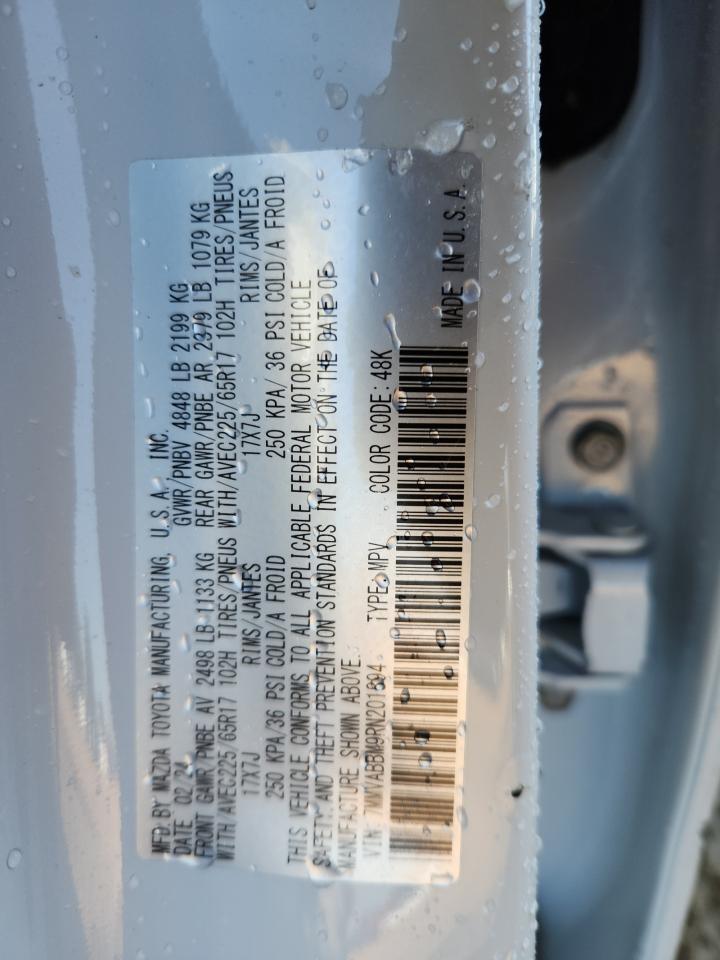 MFD. BY MAZDA TOYOTA MANUFACTURING, U.S.A., INC.
DATE 02/24 GVWR/PNBV 4848 LB 2199 KG
FRONT GAWR/PNBE AV 2498 LB 1133 KG REAR GAWR/PNBE AR 2379 LB 1079 KG
WITH/AVEC225/65R17 102H TIRES/PNEUS WITH/AVEC225/65R17 102H TIRES/PNEUS
17X7J RIMS/JANTES 17X7J RIMS/JANTES
250 KPA/36 PSI COLD/A FROID 250 KPA/ 36 PSI COLD/A FROID
THIS VEHICLE CONFORMS TO ALL APPLICABLE FEDERAL MOTOR VEHICLE
SAFETY AND THEFT PREVENTION STANDARDS IN EFFECT ON THE DATE OF
MANUFACTURE SHOWN ABOVE.
VIN: TYPE: MPV COLOR CODE: 48K
MADE IN U.S.A.